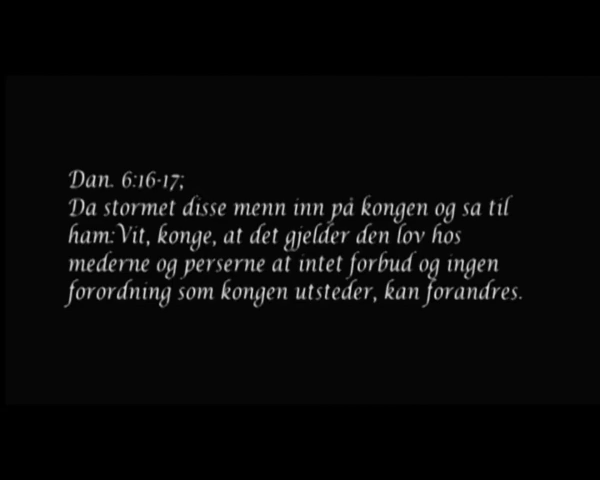 Dan. 6:16-17;
Da stormet disse menn inn på kongen og sa til
ham: Vit, konge, at det gjelder den lov hos
mederne og perserne at intet forbud og ingen
forordning som kongen utsteder, kan forandres.